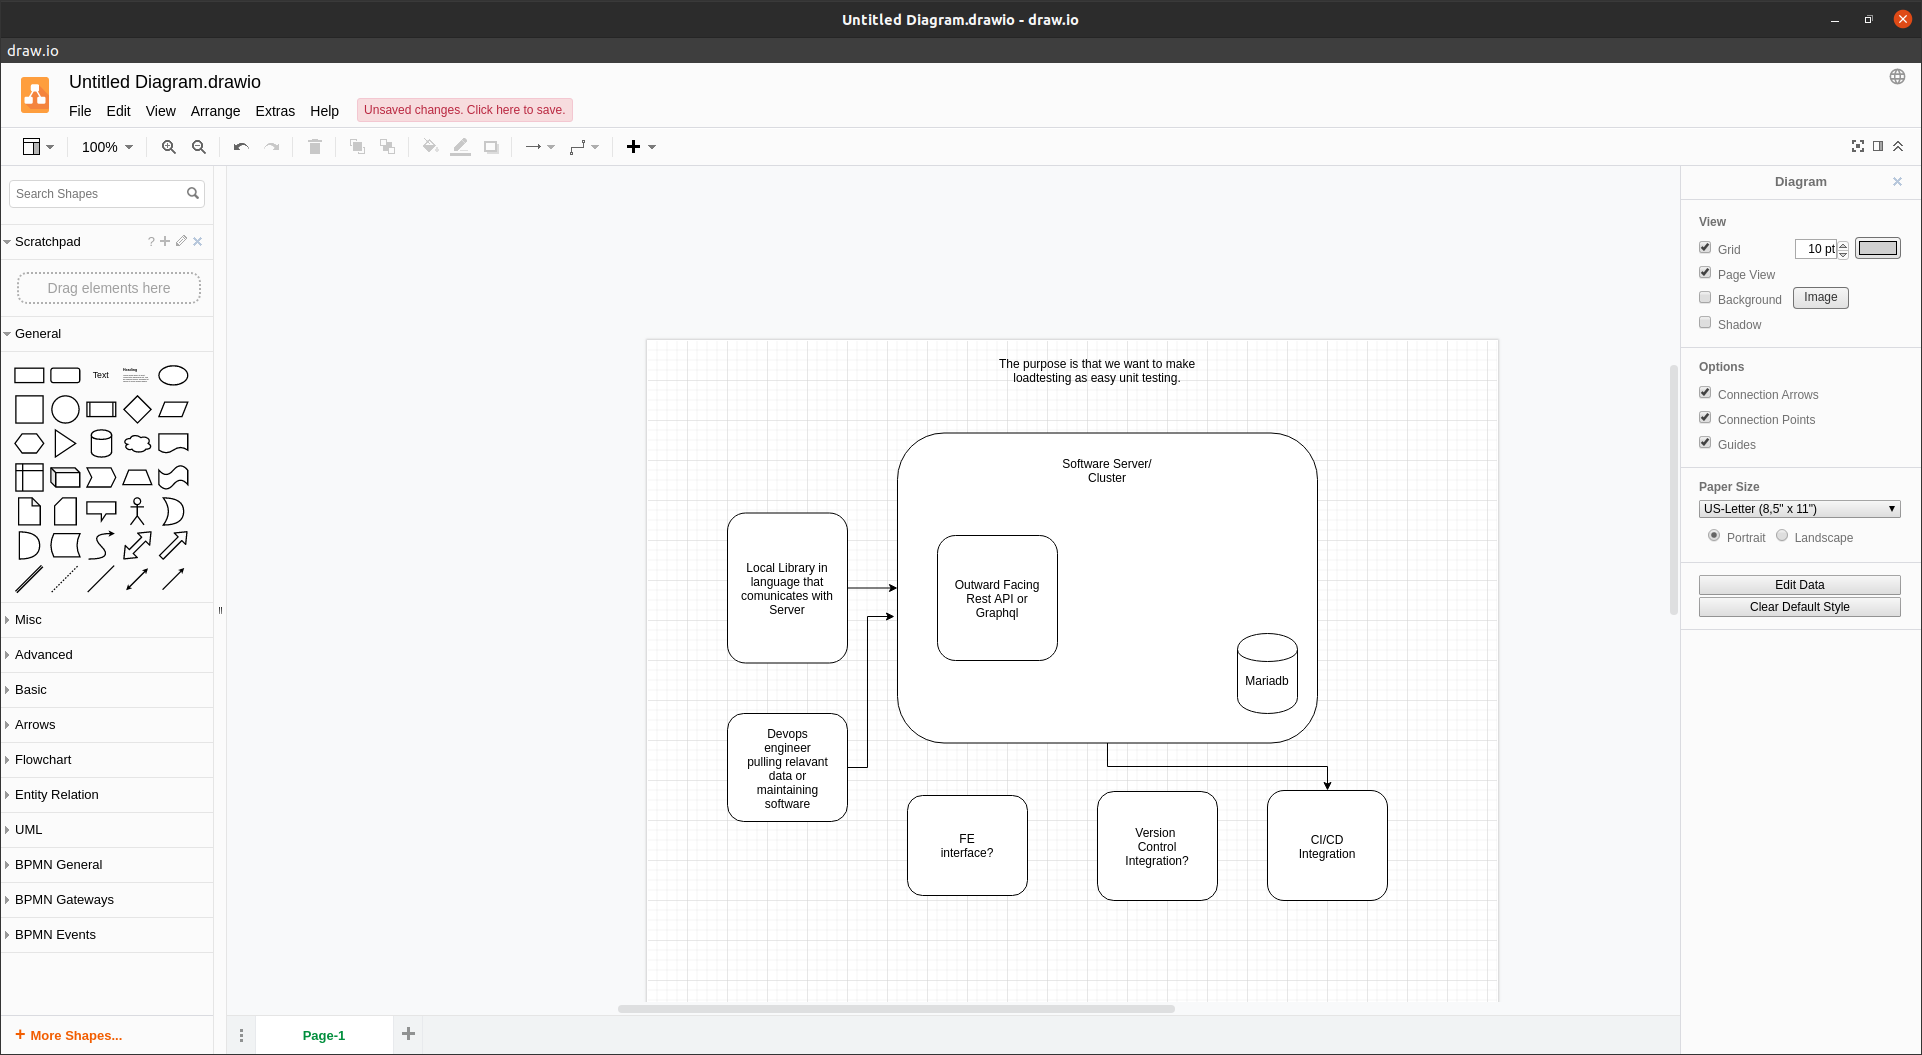 Untitled Diagram.drawio - draw.io
draw.io
Untitled Diagram.drawio
File Edit View Arrange Extras Help Unsaved changes. Click here to save.
100%
Search Shapes
Scratchpad ?
Drag elements here
General
Text
Heading
Misc
Advanced
Basic
Arrows
Flowchart
Entity Relation
UML
BPMN General
BPMN Gateways
BPMN Events
+ More Shapes...
The purpose is that we want to make
loadtesting as easy unit testing.
Software Server/
Cluster
Local Library in
language that
comunicates with
Server
Outward Facing
Rest API or
Graphql
Mariadb
Devops
engineer
pulling relavant
data or
maintaining
software
FE
interface?
Version
Control
Integration?
CI/CD
Integration
Page-1
Diagram
View
Grid 10 pt
Page View
Background Image
Shadow
Options
Connection Arrows
Connection Points
Guides
Paper Size
US-Letter (8,5" x 11")
Portrait Landscape
Edit Data
Clear Default Style